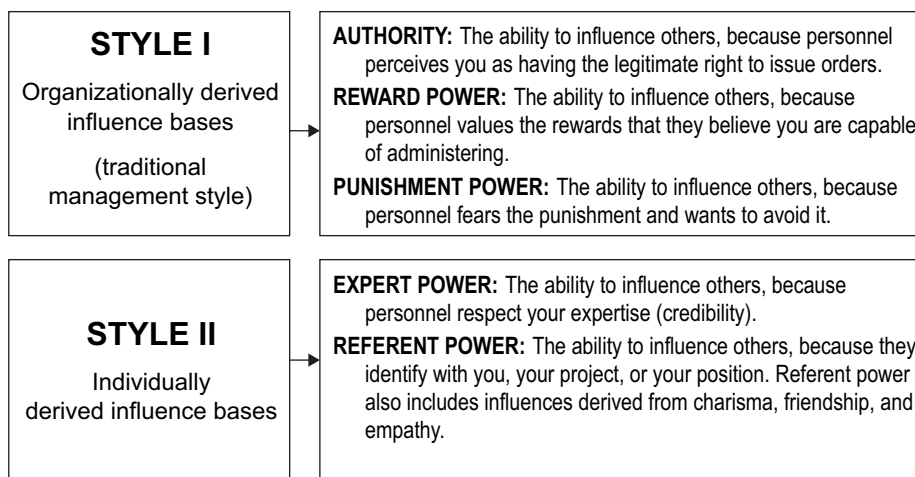 STYLE I
Organizationally derived
influence bases
(traditional
management style)
AUTHORITY: The ability to influence others, because personnel
perceives you as having the legitimate right to issue orders.
REWARD POWER: The ability to influence others, because
personnel values the rewards that they believe you are capable
of administering.
PUNISHMENT POWER: The ability to influence others, because
personnel fears the punishment and wants to avoid it.
STYLE II
Individually
derived influence bases
EXPERT POWER: The ability to influence others, because
personnel respect your expertise (credibility).
REFERENT POWER: The ability to influence others, because they
identify with you, your project, or your position. Referent power
also includes influences derived from charisma, friendship, and
empathy.